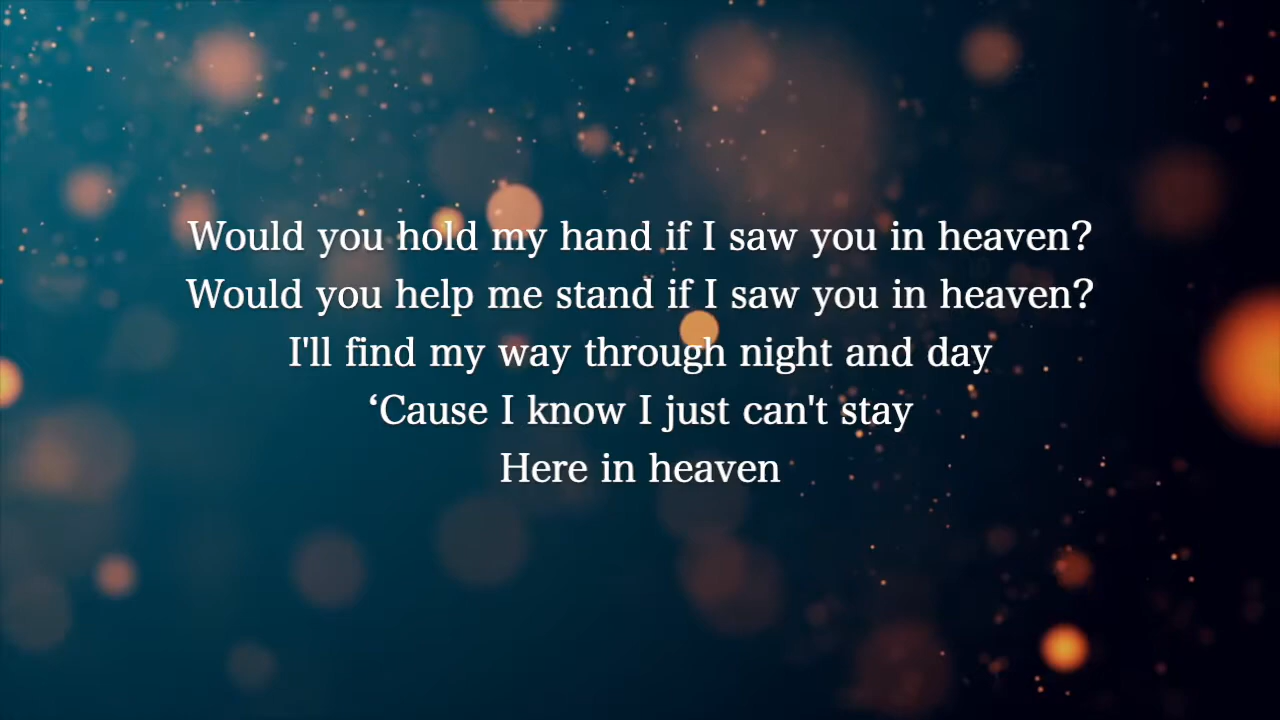 Would you hold my hand if I saw you in heaven?
Would you help me stand if I saw you in heaven?
I'll find my way through night and day
‘Cause I know I just can't stay
Here in heaven